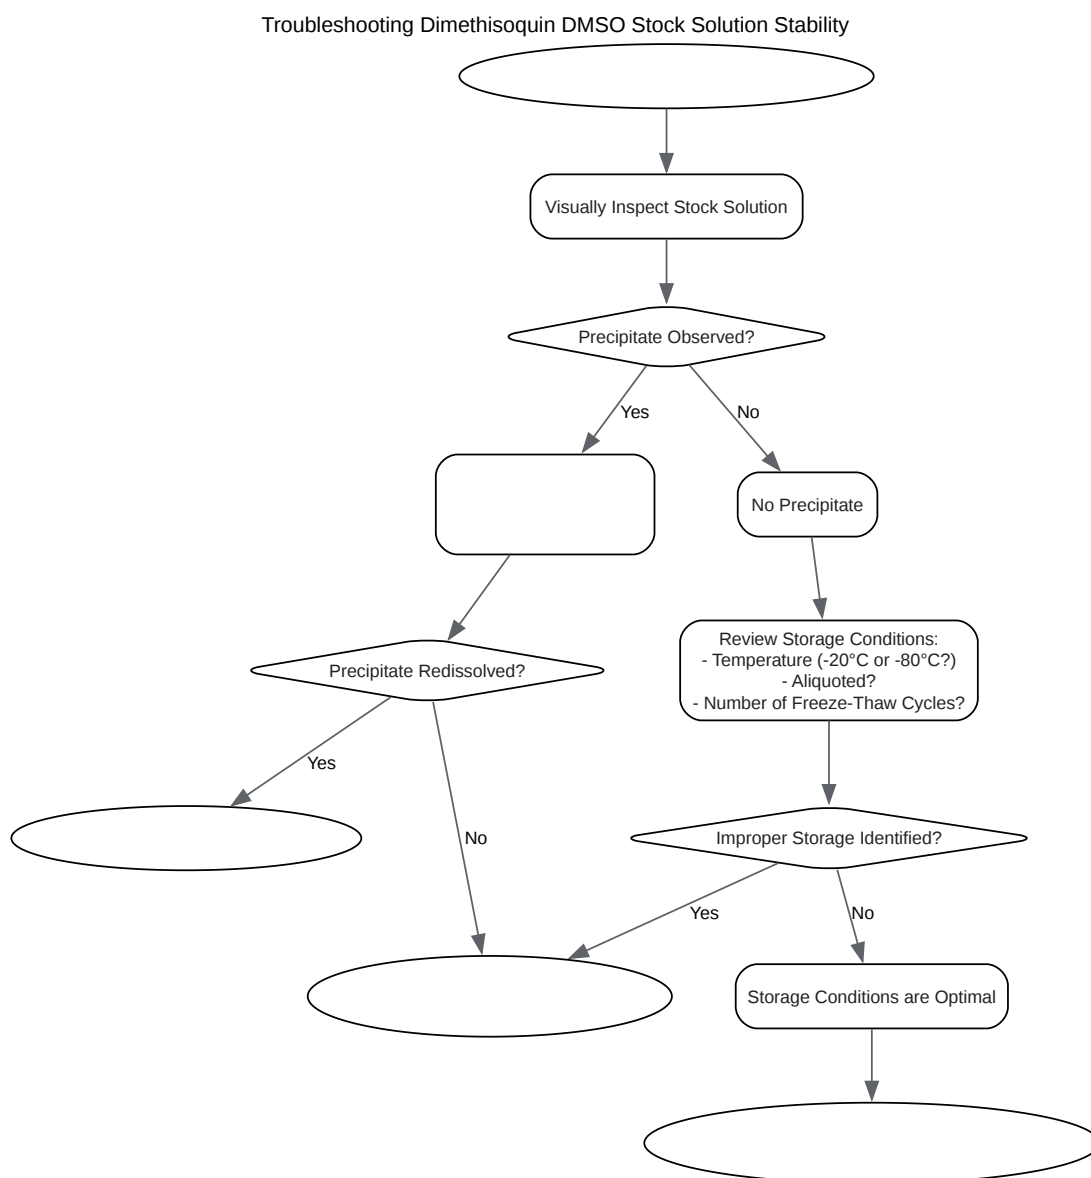 Troubleshooting Dimethisoquin DMSO Stock Solution Stability
Visually Inspect Stock Solution
Precipitate Observed?
Yes
No
No Precipitate
Review Storage Conditions:
- Temperature (-20°C or -80°C?)
- Aliquoted?
- Number of Freeze-Thaw Cycles?
Precipitate Redissolved?
Yes
No
Improper Storage Identified?
Yes
No
Storage Conditions are Optimal